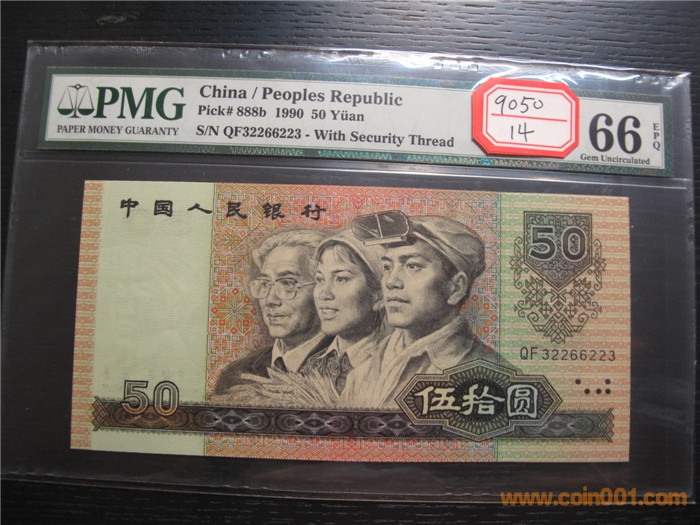 PMG
PAPER MONEY GUARANTY
China / Peoples Republic
Pick# 888b 1990 50 Yüan
S/N QF32266223 - With Security Thread
9050
14
66
EPQ
Gem Uncirculated
中国人民银行
50
QF 32266223
50
伍拾圆
www.coin001.com